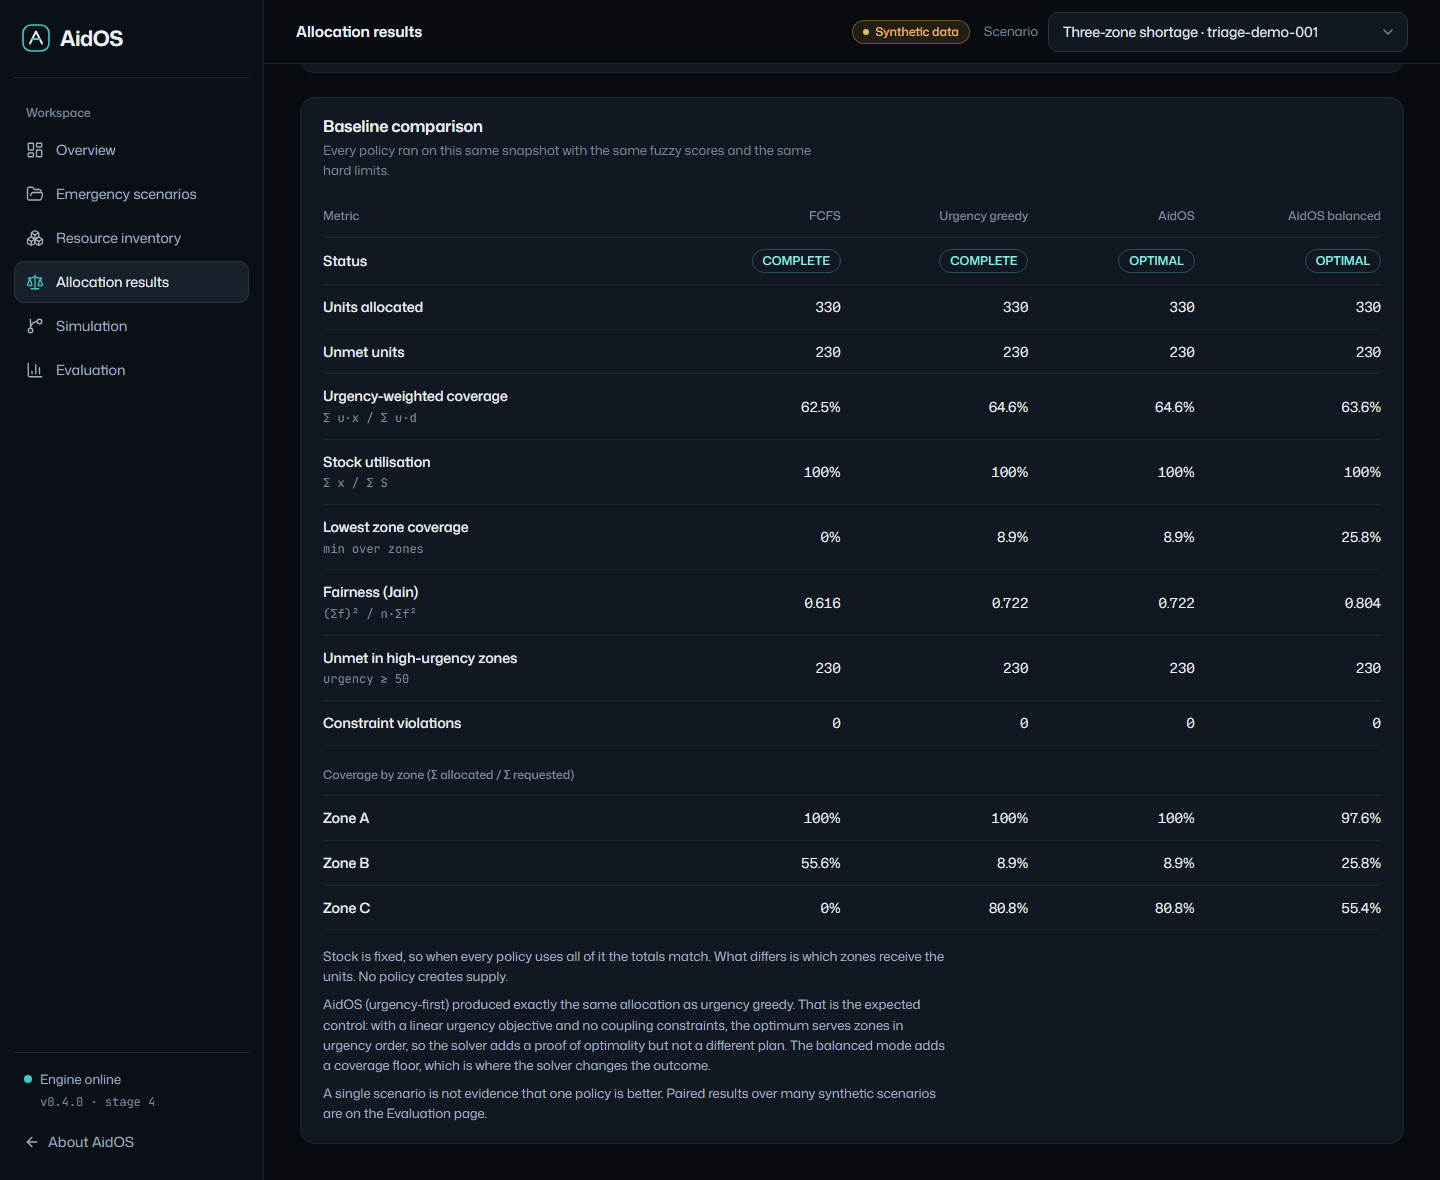 AidOS
Allocation results
Synthetic data
Scenario
Three-zone shortage · triage-demo-001
Workspace
Overview
Emergency scenarios
Resource inventory
Allocation results
Simulation
Evaluation
Baseline comparison
Every policy ran on this same snapshot with the same fuzzy scores and the same
hard limits.
Metric FCFS Urgency greedy AidOS AidOS balanced
Status COMPLETE COMPLETE OPTIMAL OPTIMAL
Units allocated 330 330 330 330
Unmet units 230 230 230 230
Urgency-weighted coverage 62.5% 64.6% 64.6% 63.6%
Σ u·x / Σ u·d
Stock utilisation 100% 100% 100% 100%
Σ x / Σ S
Lowest zone coverage 0% 8.9% 8.9% 25.8%
min over zones
Fairness (Jain) 0.616 0.722 0.722 0.804
(Σf)² / n·Σf²
Unmet in high-urgency zones 230 230 230 230
urgency ≥ 50
Constraint violations 0 0 0 0
Coverage by zone (Σ allocated / Σ requested)
Zone A 100% 100% 100% 97.6%
Zone B 55.6% 8.9% 8.9% 25.8%
Zone C 0% 80.8% 80.8% 55.4%
Stock is fixed, so when every policy uses all of it the totals match. What differs is which zones receive the
units. No policy creates supply.
AidOS (urgency-first) produced exactly the same allocation as urgency greedy. That is the expected
control: with a linear urgency objective and no coupling constraints, the optimum serves zones in
urgency order, so the solver adds a proof of optimality but not a different plan. The balanced mode adds
a coverage floor, which is where the solver changes the outcome.
A single scenario is not evidence that one policy is better. Paired results over many synthetic scenarios
are on the Evaluation page.
Engine online
v0.4.0 · stage 4
← About AidOS